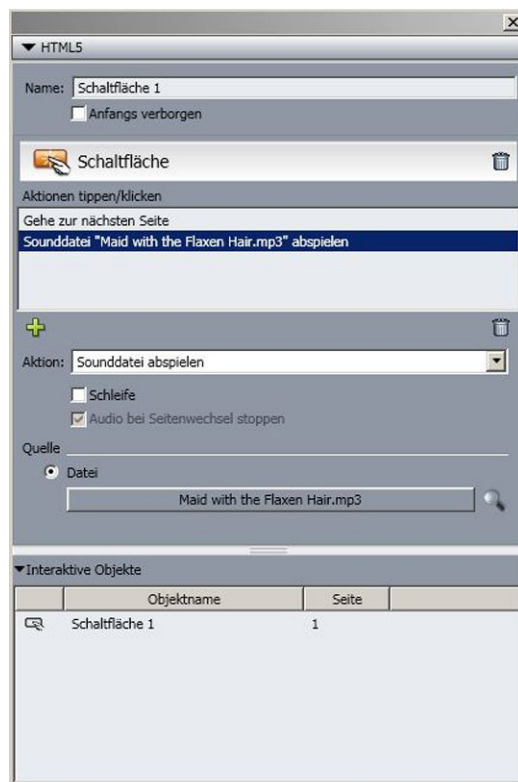 HTML5
Name: Schaltfläche 1
Anfangs verborgen
Schaltfläche
Aktionen tippen/klicken
Gehe zur nächsten Seite
Sounddatei "Maid with the Flaxen Hair.mp3" abspielen
Aktion: Sounddatei abspielen
Schleife
Audio bei Seitenwechsel stoppen
Quelle
Datei
Maid with the Flaxen Hair.mp3
Interaktive Objekte
Objektname Seite
Schaltfläche 1 1